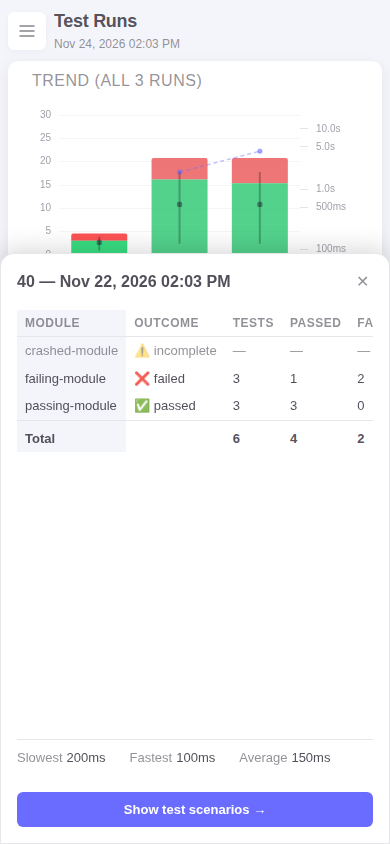 Test Runs
Nov 24, 2026 02:03 PM
TREND (ALL 3 RUNS)
30
25
20
15
10
5
0
10.0s
5.0s
1.0s
500ms
100ms
40 — Nov 22, 2026 02:03 PM
×
MODULE OUTCOME TESTS PASSED FA
crashed-module ⚠️ incomplete — — —
failing-module ❌ failed 3 1 2
passing-module ✅ passed 3 3 0
Total 6 4 2
Slowest 200ms Fastest 100ms Average 150ms
Show test scenarios →